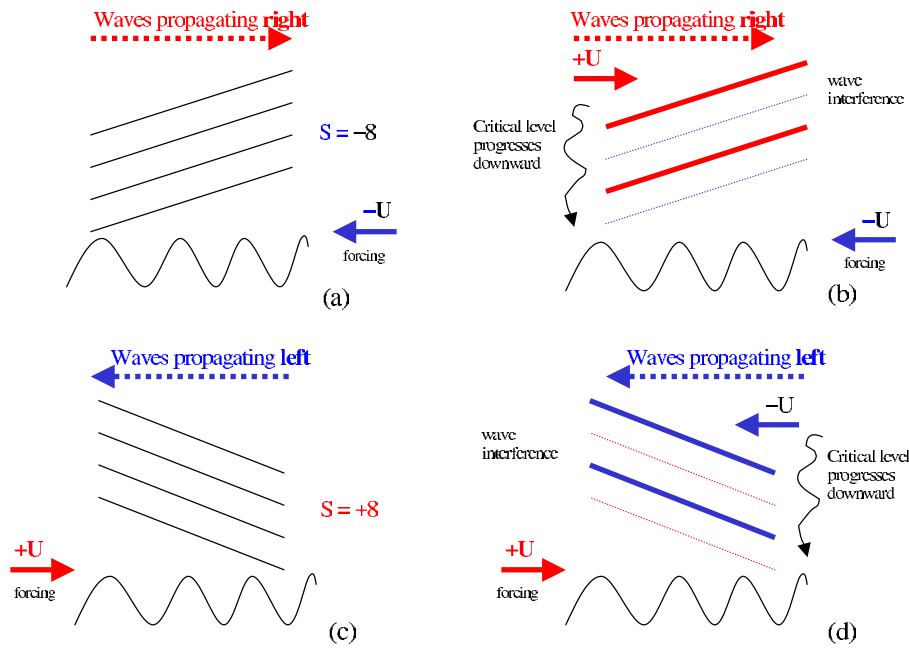 Waves propagating right
S = −8
−U
forcing
(a)
Waves propagating right
+U
wave
interference
Critical level
progresses
downward
−U
forcing
(b)
Waves propagating left
S = +8
+U
forcing
(c)
Waves propagating left
−U
wave
interference
Critical level
progresses
downward
+U
forcing
(d)